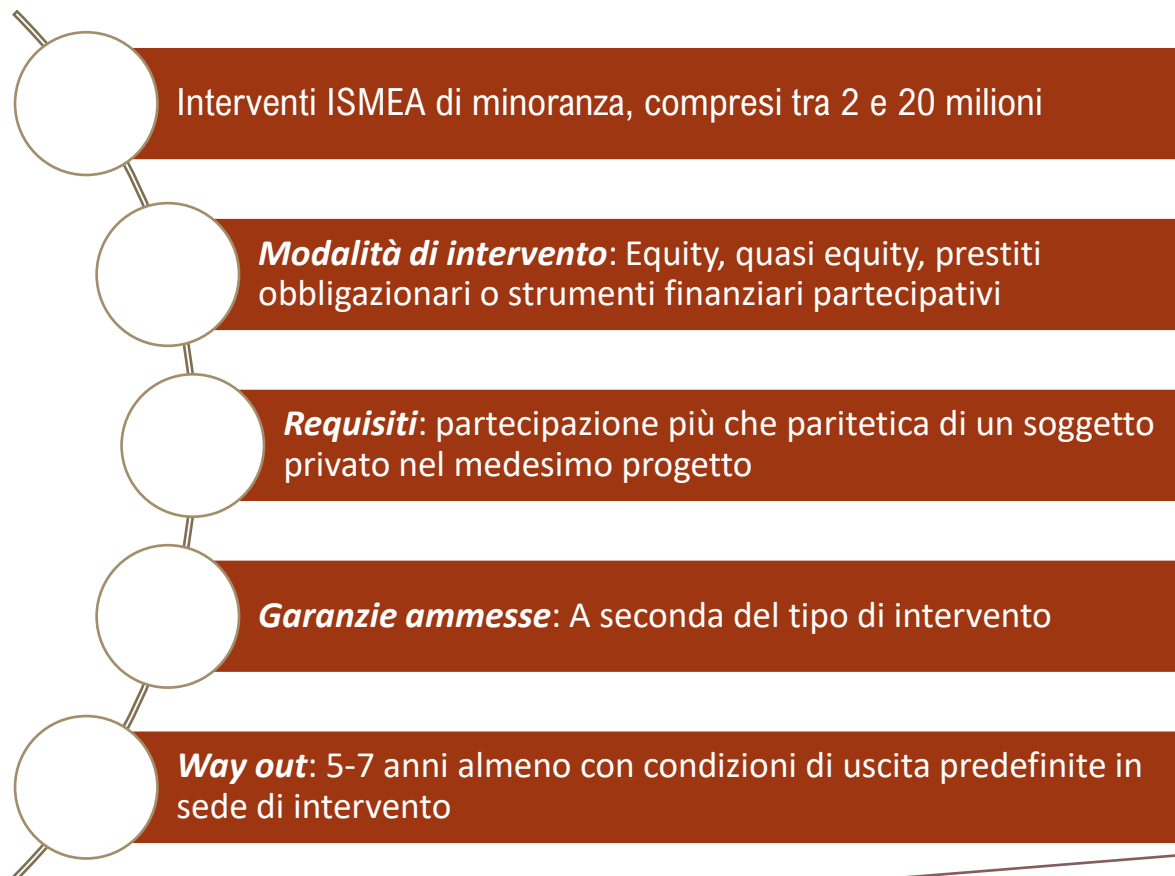 Interventi ISMEA di minoranza, compresi tra 2 e 20 milioni
Modalità di intervento: Equity, quasi equity, prestiti
obbligazionari o strumenti finanziari partecipativi
Requisiti: partecipazione più che paritetica di un soggetto
privato nel medesimo progetto
Garanzie ammesse: A seconda del tipo di intervento
Way out: 5-7 anni almeno con condizioni di uscita predefinite in
sede di intervento